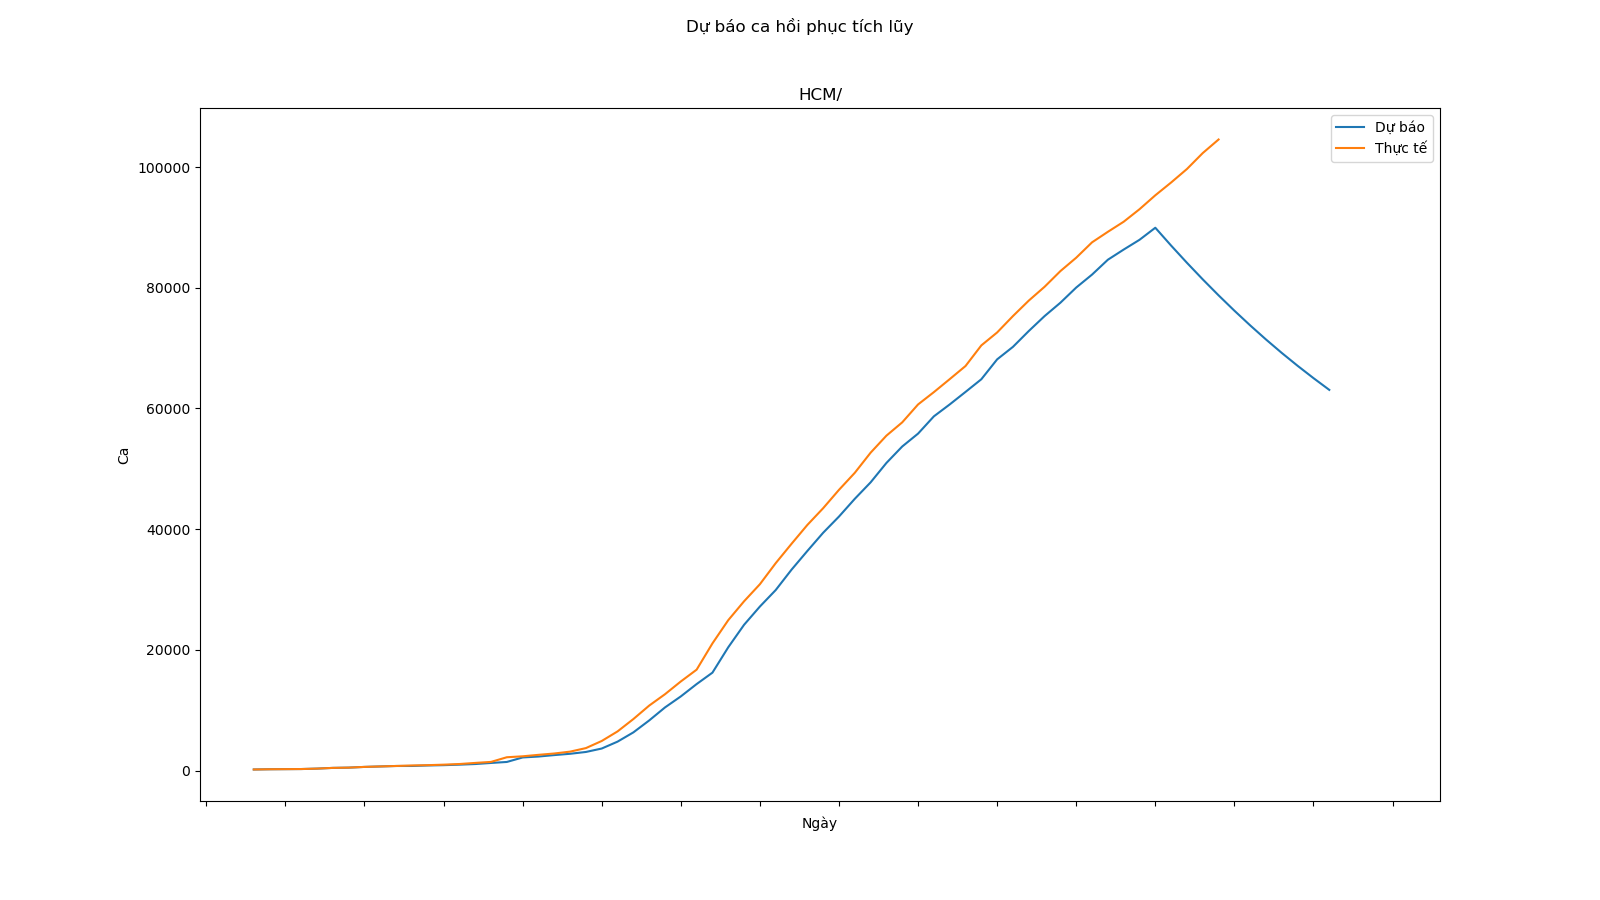 Dự báo ca hồi phục tích lũy
HCM/
Dự báo
Thực tế
100000
80000
60000
40000
20000
0
Ca
Ngày